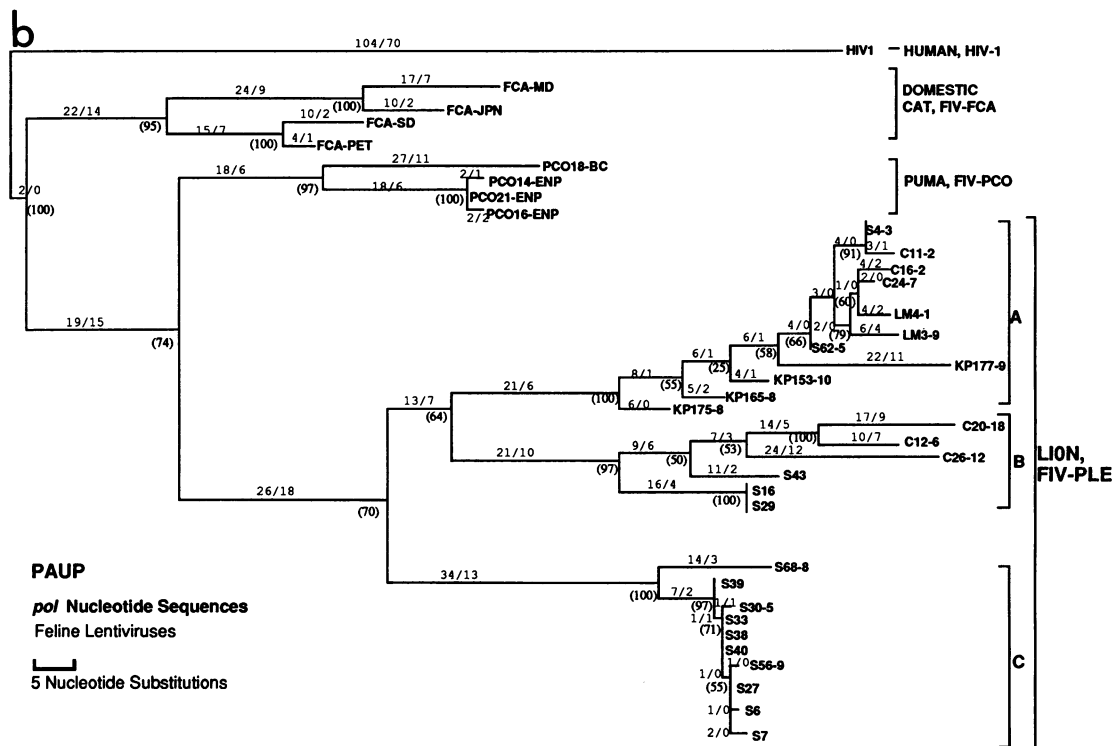 b
104/70
HIV1
HUMAN, HIV-1
17/7
FCA-MD
24/9
(100)
10/2
FCA-JPN
DOMESTIC
CAT, FIV-FCA
22/14
(95)
10/2
FCA-SD
15/7
(100)
4/1
FCA-PET
27/11
PCO18-BC
18/6
(97)
2/1
PCO14-ENP
PUMA, FIV-PCO
18/6
(100)
PCO21-ENP
2/2
PCO16-ENP
2/0
(100)
S4-3
4/0
(91)
3/1
C11-2
4/2
C16-2
2/0
C24-7
1/0
(60)
3/0
4/2
LM4-1
A
19/15
(74)
4/0
2/0
(79)
6/4
LM3-9
(66)
S62-5
6/1
(58)
22/11
KP177-9
6/1
(25)
4/1
KP153-10
8/1
(55)
5/2
KP165-8
21/6
(100)
6/0
KP175-8
13/7
(64)
17/9
C20-18
14/5
(100)
10/7
C12-6
7/3
(53)
24/12
C26-12
9/6
(50)
B
LION,
FIV-PLE
21/10
(97)
11/2
S43
16/4
(100)
S16
S29
26/18
(70)
14/3
S68-8
34/13
(100)
S39
7/2
(97)
1/1
S30-5
1/1
(71)
S33
S38
S40
1/0
S56-9
C
1/0
(55)
S27
1/0
S6
2/0
S7
PAUP
pol Nucleotide Sequences
Feline Lentiviruses
5 Nucleotide Substitutions